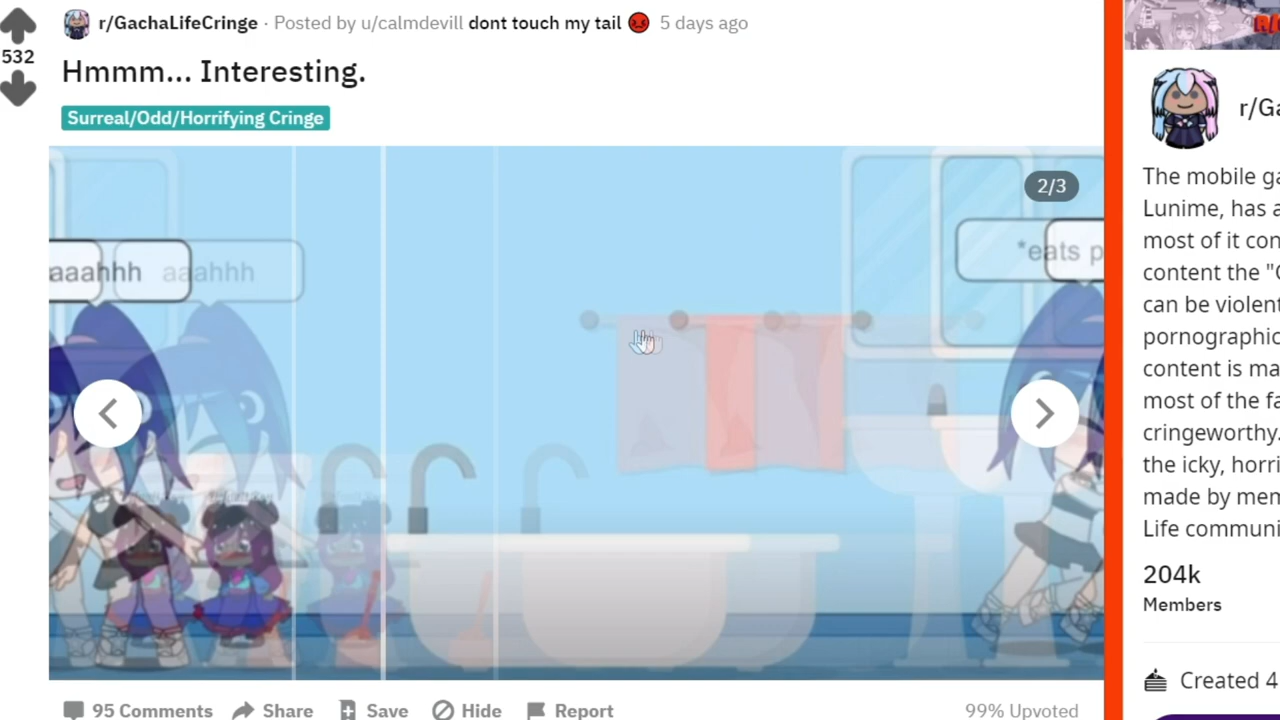 r/GachaLifeCringe · Posted by u/calmdevill dont touch my tail 5 days ago
532
Hmmm... Interesting.
Surreal/Odd/Horrifying Cringe
2/3
aaahhh
aaahhh
*eats p
95 Comments
Share
Save
Hide
Report
99% Upvoted
r/Ga
The mobile ga
Lunime, has a
most of it con
content the "C
can be violent
pornographic
content is ma
most of the fa
cringeworthy.
the icky, horri
made by mem
Life communi
204k
Members
Created 4